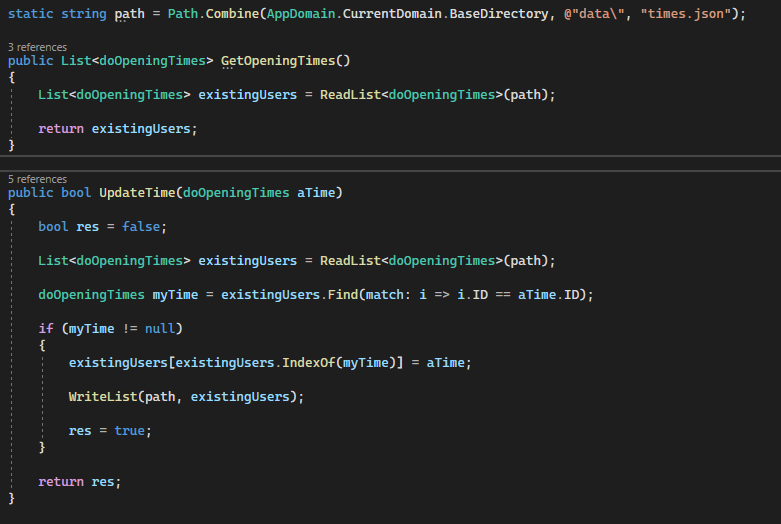 static string path = Path.Combine(AppDomain.CurrentDomain.BaseDirectory, @"data\", "times.json");
3 references
public List<doOpeningTimes> GetOpeningTimes()
{
List<doOpeningTimes> existingUsers = ReadList<doOpeningTimes>(path);
return existingUsers;
}
5 references
public bool UpdateTime(doOpeningTimes aTime)
{
bool res = false;
List<doOpeningTimes> existingUsers = ReadList<doOpeningTimes>(path);
doOpeningTimes myTime = existingUsers.Find(match: i => i.ID == aTime.ID);
if (myTime != null)
{
existingUsers[existingUsers.IndexOf(myTime)] = aTime;
WriteList(path, existingUsers);
res = true;
}
return res;
}